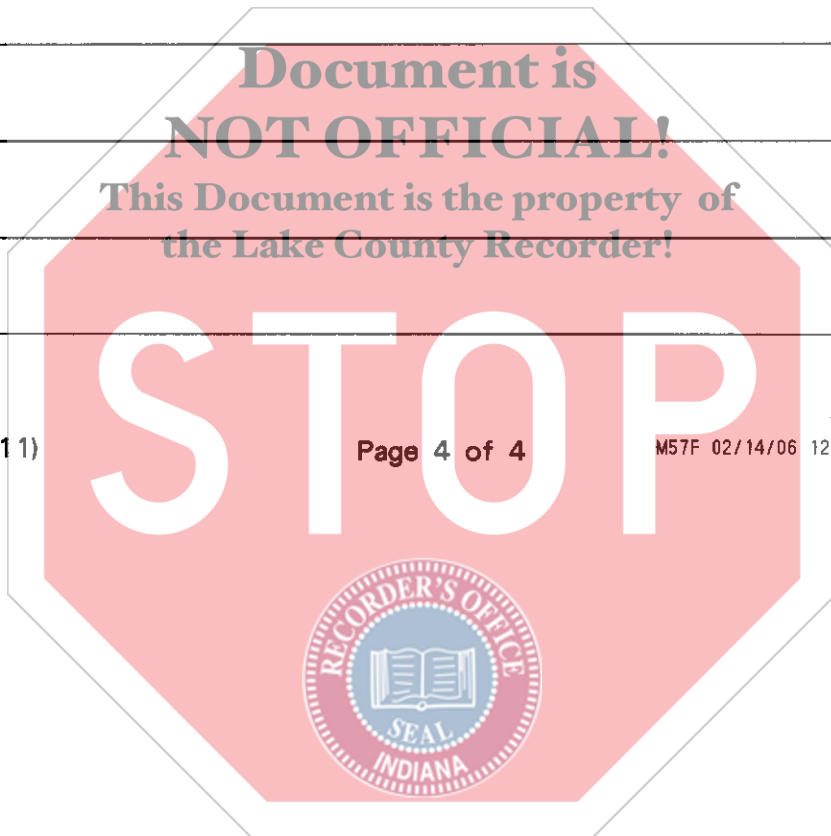 Document is
NOT OFFICIAL!
This Document is the property of
the Lake County Recorder!
STOP
11)
Page 4 of 4
M57F 02/14/06 12
RECORDER'S OFFICE
SEAL
INDIANA